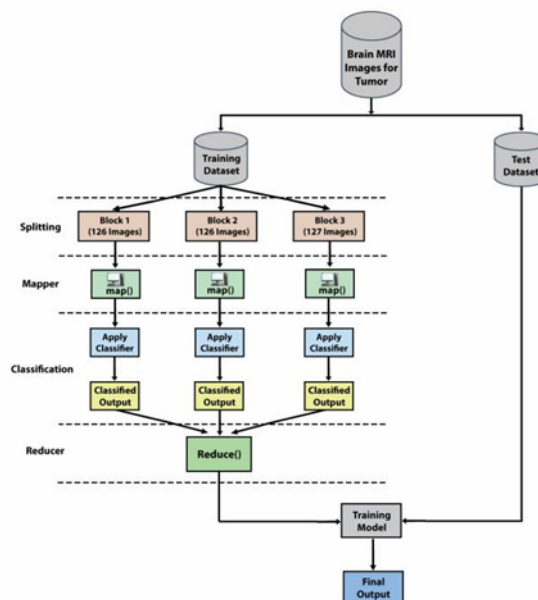 Brain MRI
Images for
Tumor
Training
Dataset
Test
Dataset
Splitting
Block 1
(126 Images)
Block 2
(126 Images)
Block 3
(127 Images)
Mapper
map()
map()
map()
Classification
Apply
Classifier
Apply
Classifier
Apply
Classifier
Classified
Output
Classified
Output
Classified
Output
Reducer
Reduce()
Training
Model
Final
Output